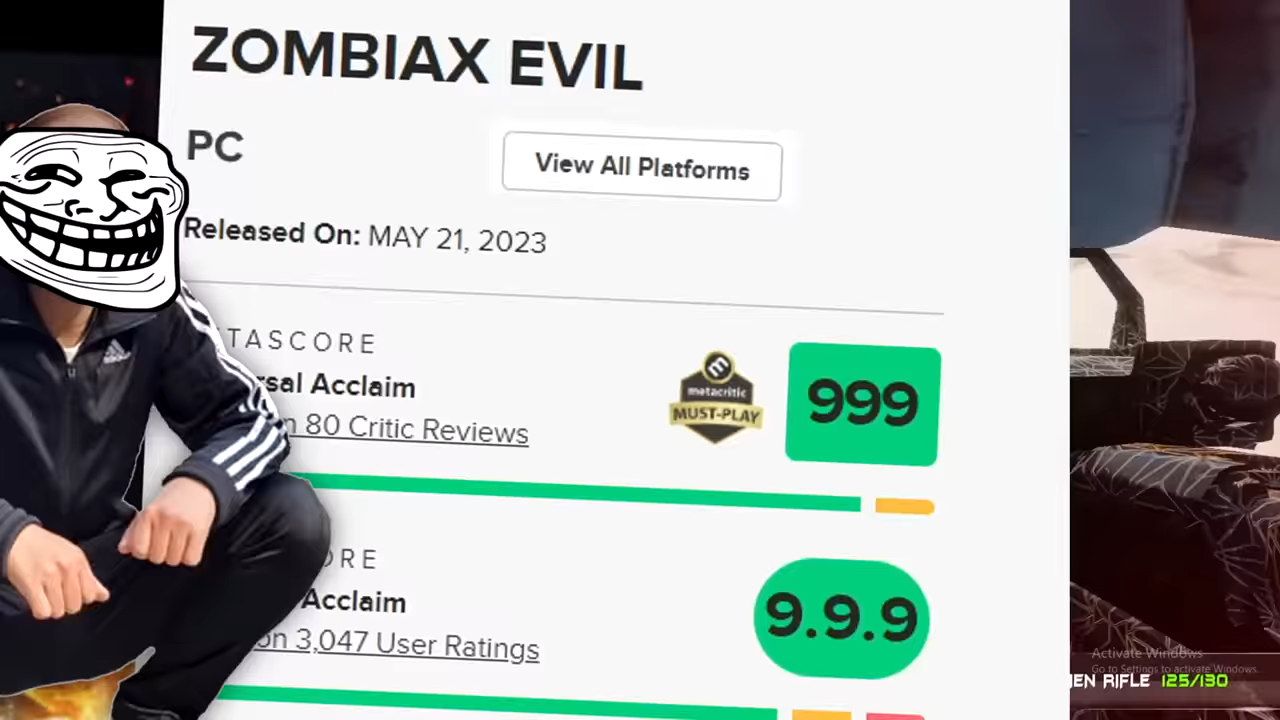 ZOMBIAX EVIL
PC
View All Platforms
Released On: MAY 21, 2023
TASCORE
rsal Acclaim
metacritic
MUST-PLAY
999
n 80 Critic Reviews
ORE
Acclaim
9.9.9
on 3,047 User Ratings
Activate Windows
Go to Settings to activate Windows.
EN RIFLE 125/130